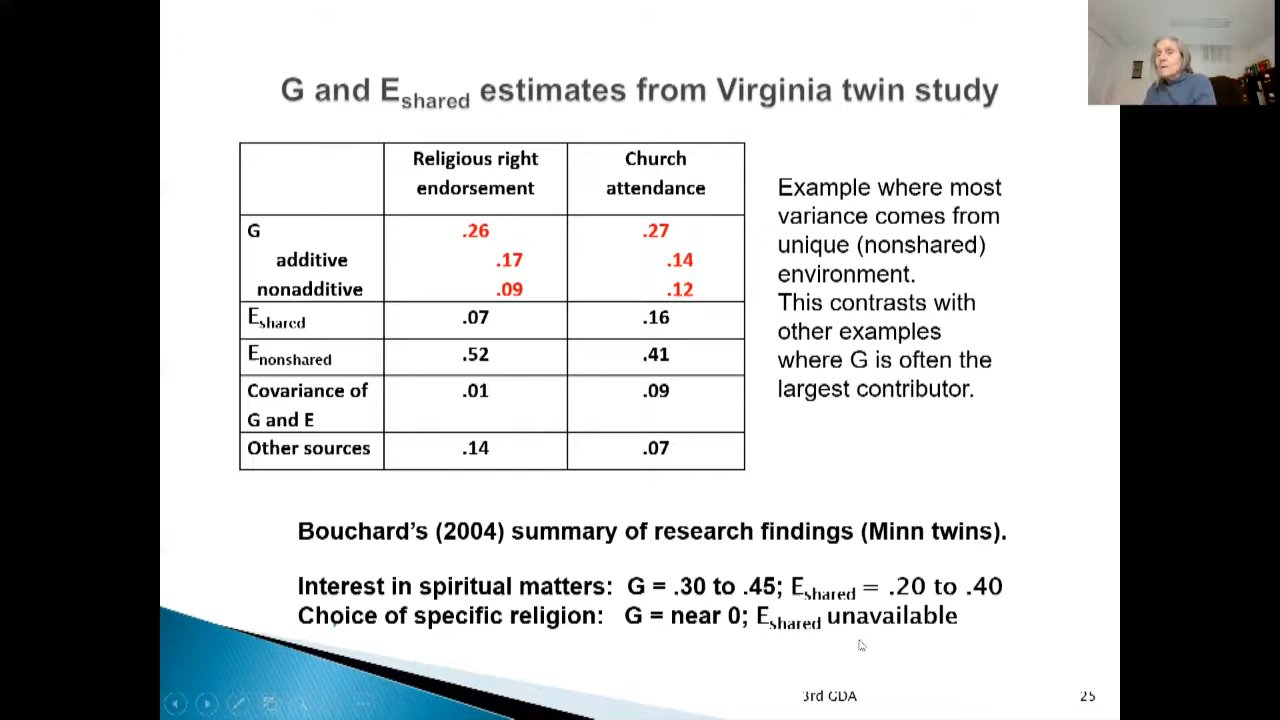 G and Eshared estimates from Virginia twin study
Religious right endorsement
Church attendance
G .26 .27
additive .17 .14
nonadditive .09 .12
Eshared .07 .16
Enonshared .52 .41
Covariance of G and E .01 .09
Other sources .14 .07
Example where most
variance comes from
unique (nonshared)
environment.
This contrasts with
other examples
where G is often the
largest contributor.
Bouchard’s (2004) summary of research findings (Minn twins).
Interest in spiritual matters: G = .30 to .45; Eshared = .20 to .40
Choice of specific religion: G = near 0; Eshared unavailable
3rd GDA 25